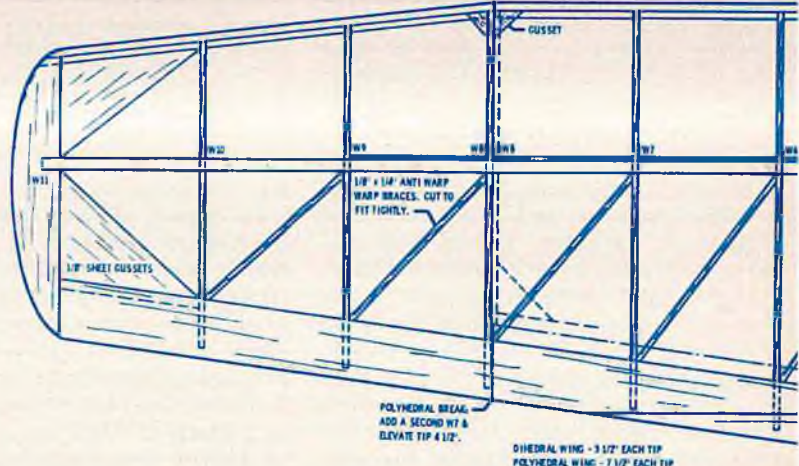 GUSSET
W10
W9
W8
W8
W7
W6
W11
1/8" x 1/4" ANTI WARP
WARP BRACES. CUT TO
FIT TIGHTLY.
1/8" SHEET GUSSETS
POLYHEDRAL BREAK;
ADD A SECOND W7 &
ELEVATE TIP 4 1/2".
DIHEDRAL WING - 3 1/2" EACH TIP
POLYHEDRAL WING - 7 1/2" EACH TIP